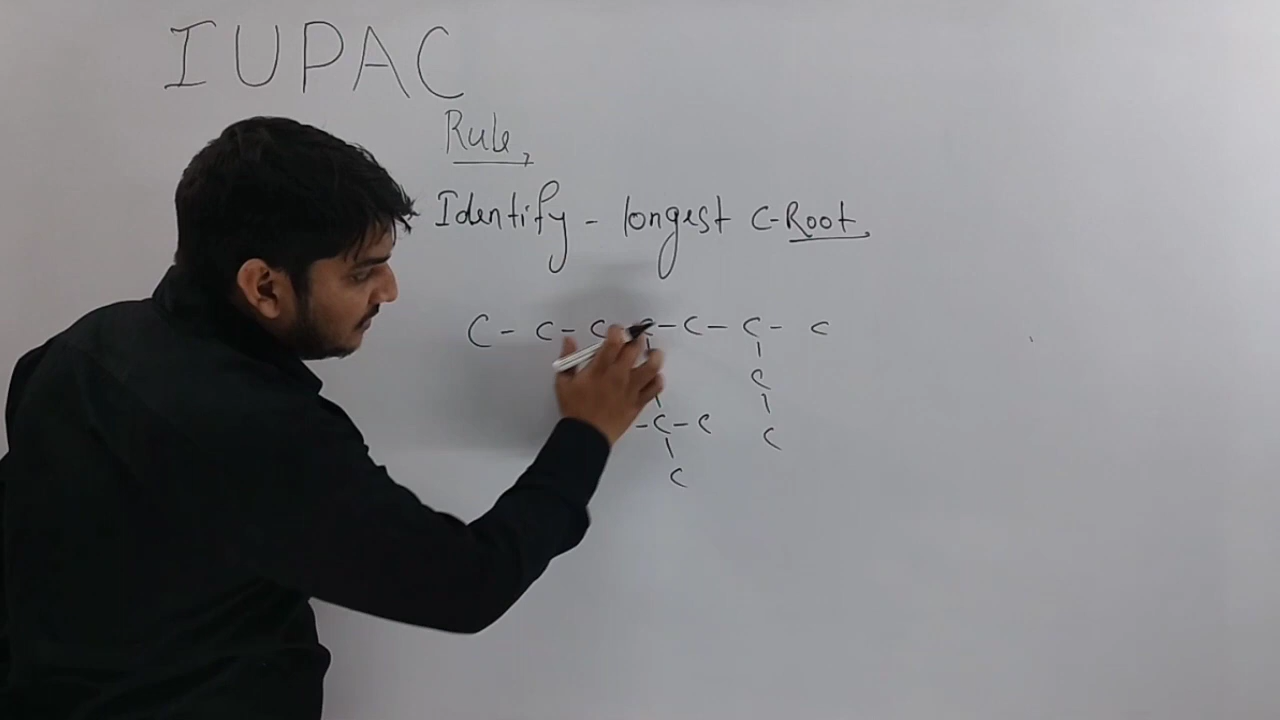 IUPAC
Rule,
Identify - longest C-Root,
C - C - C - C - C - C - C
C
-C-C C
C